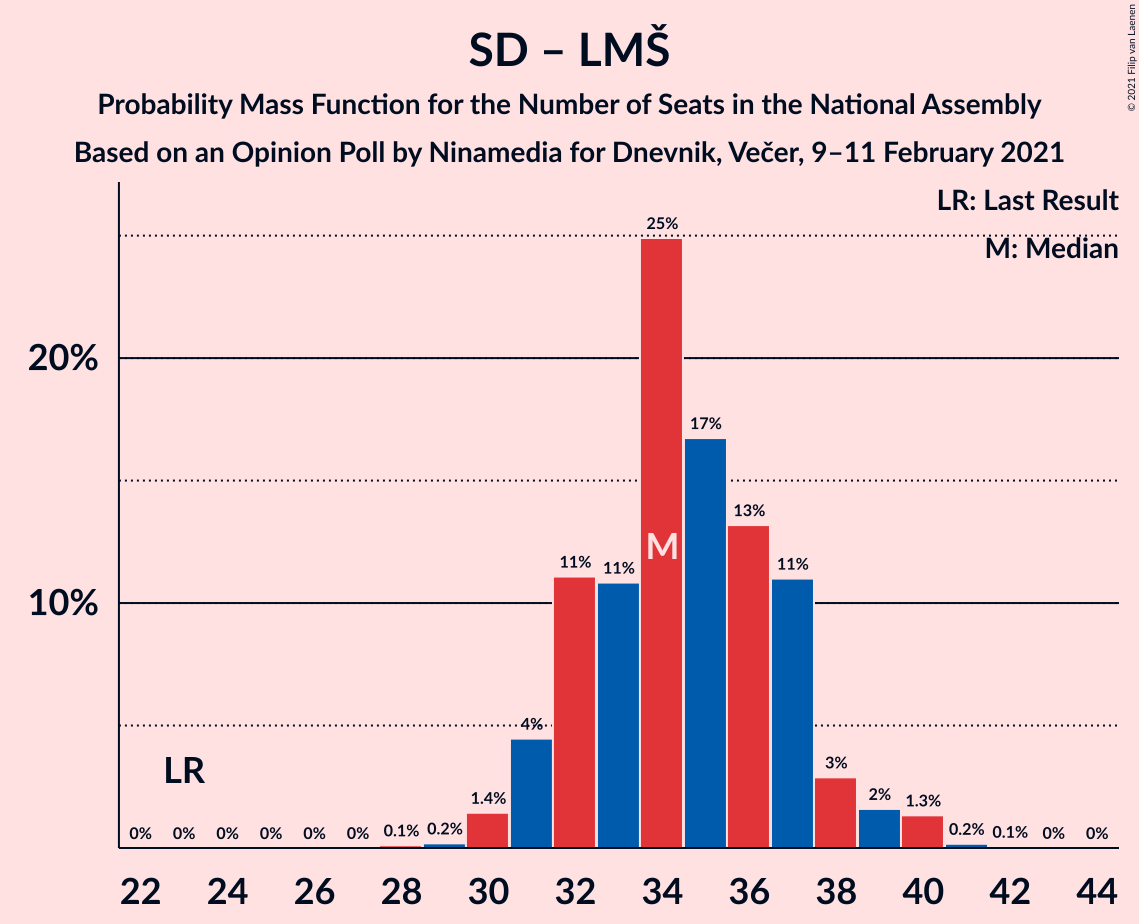 SD – LMŠ
Probability Mass Function for the Number of Seats in the National Assembly
Based on an Opinion Poll by Ninamedia for Dnevnik, Večer, 9–11 February 2021
© 2021 Filip van Laenen
LR: Last Result
M: Median
20%
10%
0% 0% 0% 0% 0% 0% 0.1% 0.2% 1.4% 4% 11% 11% 25% 17% 13% 11% 3% 2% 1.3% 0.2% 0.1% 0% 0%
LR
M
22 24 26 28 30 32 34 36 38 40 42 44